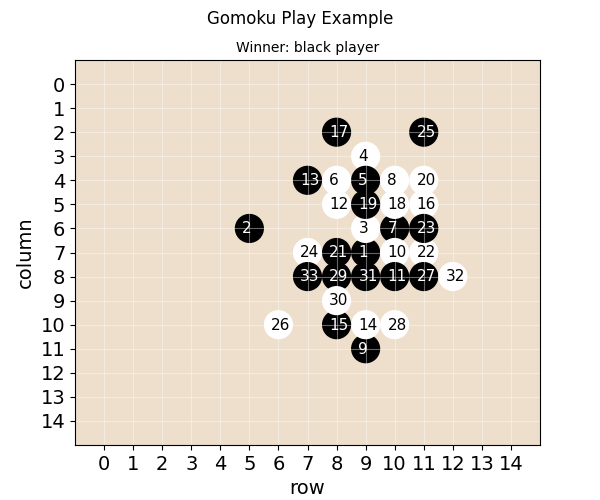 Gomoku Play Example
Winner: black player
0
1
2 17 25
3 4
4 13 6 5 8 20
5 12 19 18 16
6 2 3 7 23
7 24 21 1 10 22
8 33 29 31 11 27 32
9 30
10 26 15 14 28
11 9
12
13
14
column
0 1 2 3 4 5 6 7 8 9 10 11 12 13 14
row